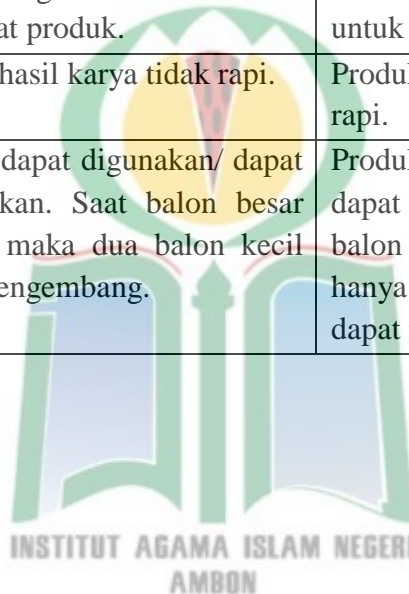 at produk.
untuk
hasil karya tidak rapi.
Produk
rapi.
dapat digunakan/ dapat
kan. Saat balon besar
maka dua balon kecil
engembang.
Produk
dapat
balon
hanya
dapat
INSTITUT AGAMA ISLAM NEGERI
AMBON